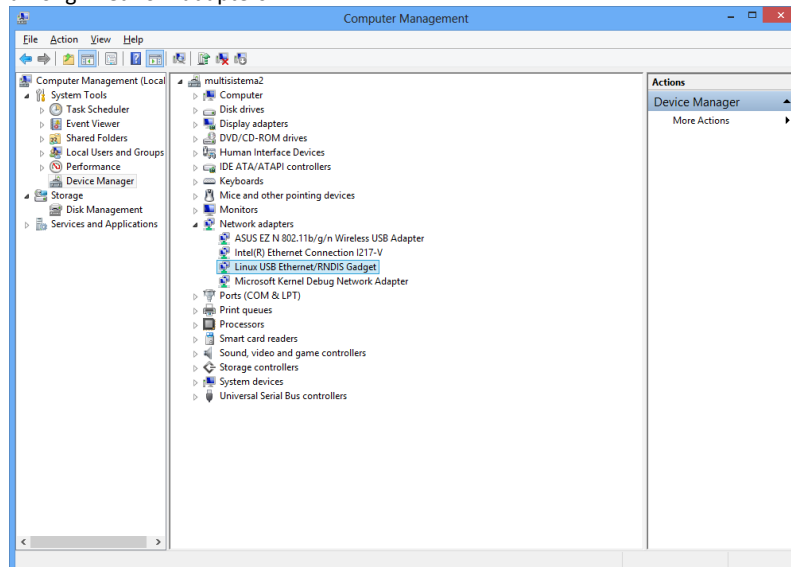 Computer Management
File Action View Help
Computer Management (Local
System Tools
Task Scheduler
Event Viewer
Shared Folders
Local Users and Groups
Performance
Device Manager
Storage
Disk Management
Services and Applications
multisistema2
Computer
Disk drives
Display adapters
DVD/CD-ROM drives
Human Interface Devices
IDE ATA/ATAPI controllers
Keyboards
Mice and other pointing devices
Monitors
Network adapters
ASUS EZ N 802.11b/g/n Wireless USB Adapter
Intel(R) Ethernet Connection I217-V
Linux USB Ethernet/RNDIS Gadget
Microsoft Kernel Debug Network Adapter
Ports (COM & LPT)
Print queues
Processors
Smart card readers
Sound, video and game controllers
Storage controllers
System devices
Universal Serial Bus controllers
Actions
Device Manager
More Actions